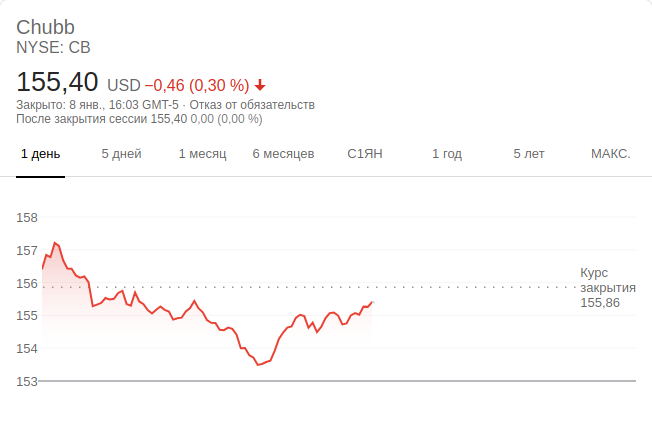 Chubb
NYSE: CB
155,40 USD −0,46 (0,30 %)
Закрыто: 8 янв., 16:03 GMT-5 · Отказ от обязательств
После закрытия сессии 155,40 0,00 (0,00 %)
1 день 5 дней 1 месяц 6 месяцев С1ЯН 1 год 5 лет МАКС.
158
157
156
155
154
153
Курс
закрытия
155,86